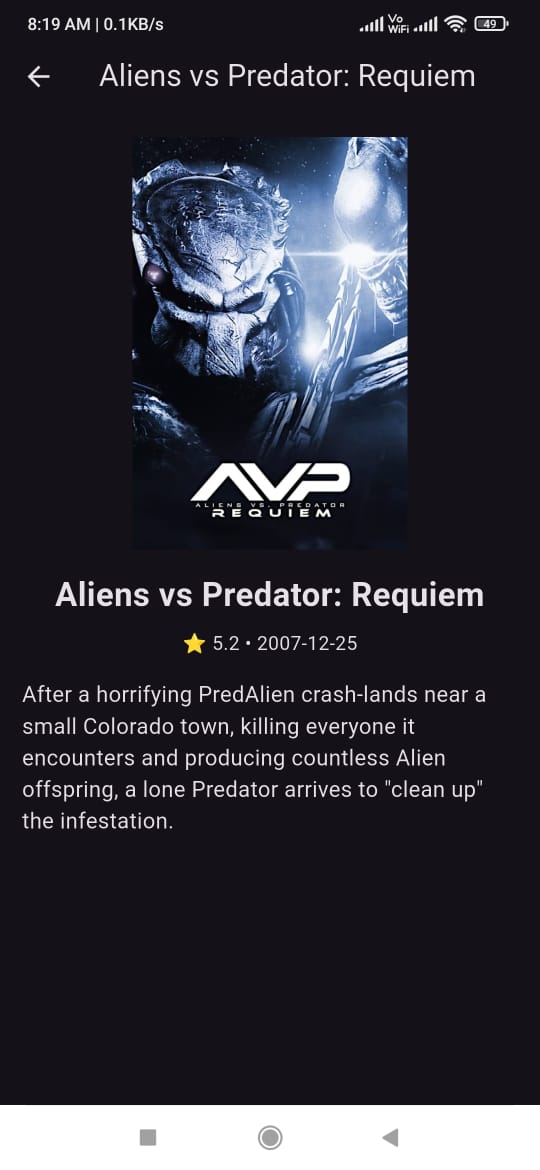 8:19 AM | 0.1KB/s
Vo
WiFi
49
Aliens vs Predator: Requiem
AVP
ALIENS VS. PREDATOR
REQUIEM
Aliens vs Predator: Requiem
5.2 • 2007-12-25
After a horrifying PredAlien crash-lands near a
small Colorado town, killing everyone it
encounters and producing countless Alien
offspring, a lone Predator arrives to "clean up"
the infestation.